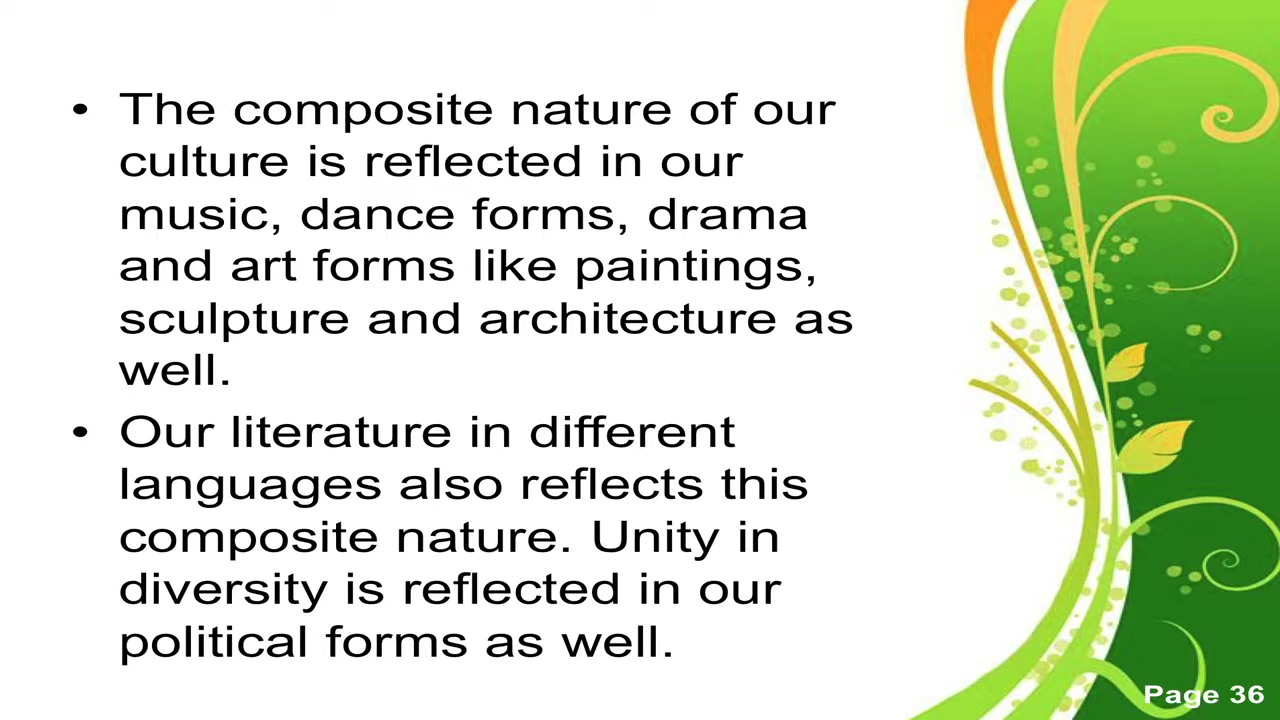 • The composite nature of our
culture is reflected in our
music, dance forms, drama
and art forms like paintings,
sculpture and architecture as
well.
• Our literature in different
languages also reflects this
composite nature. Unity in
diversity is reflected in our
political forms as well.
Page 36